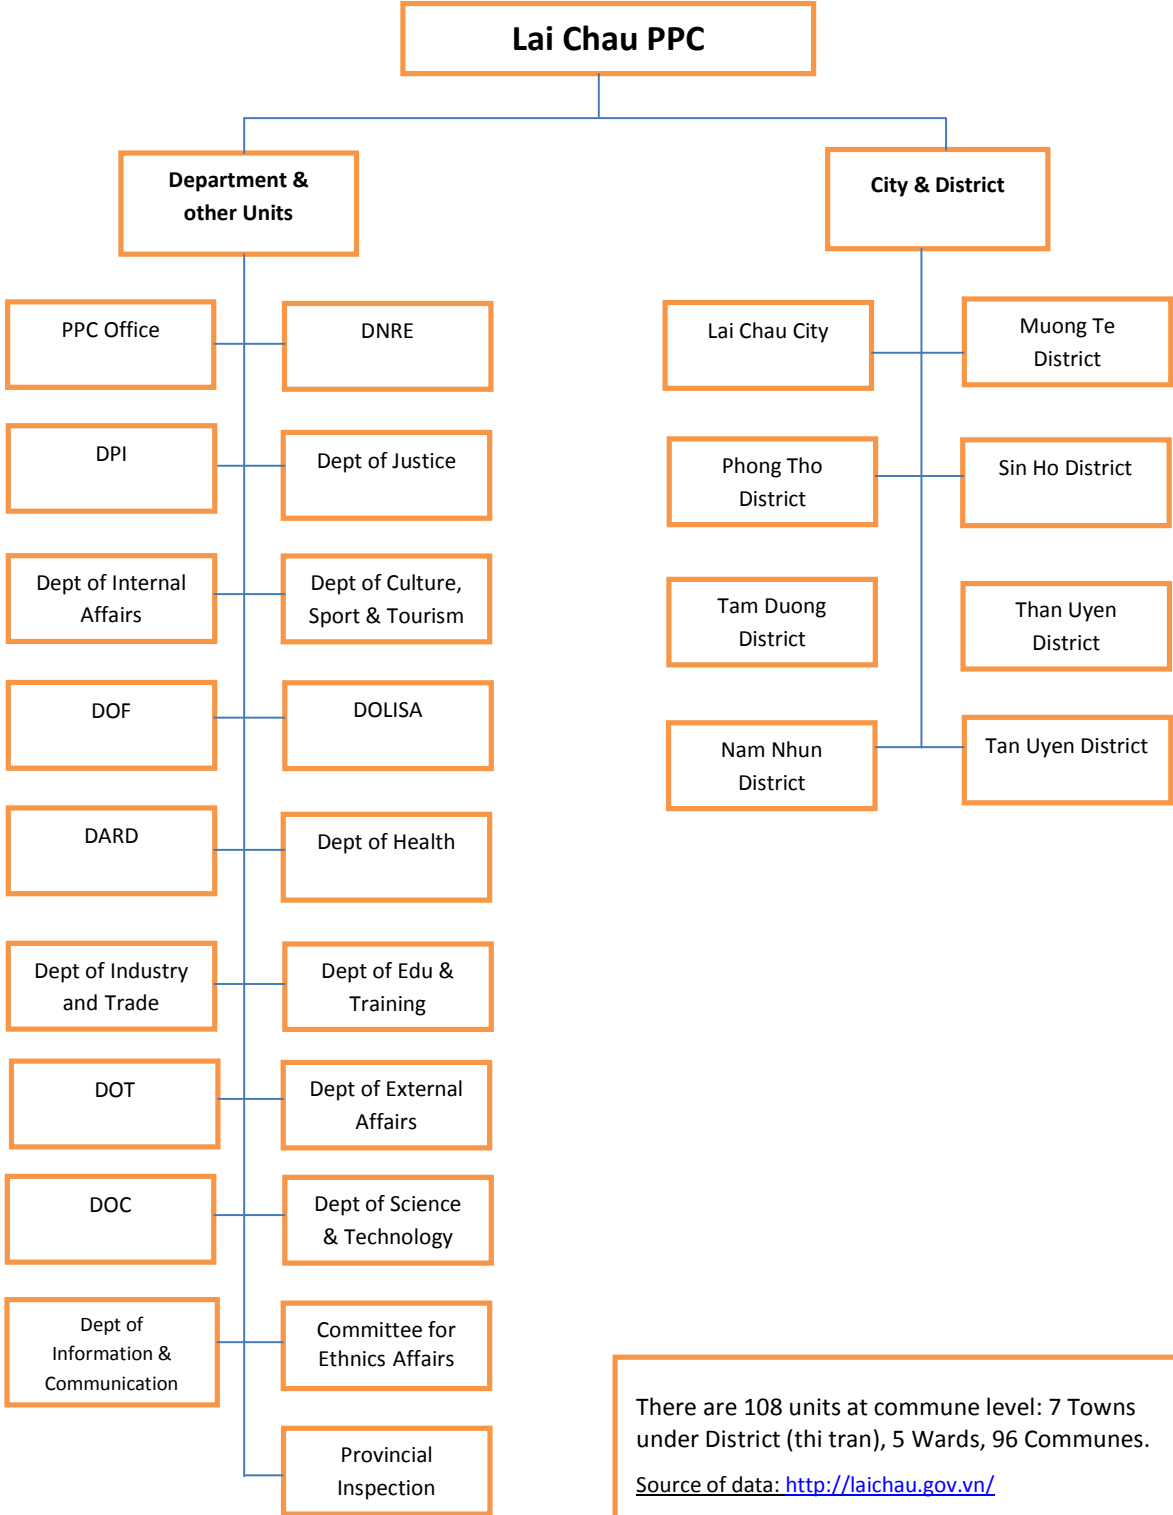 Lai Chau PPC
Department &
other Units
City & District
PPC Office
DNRE
Lai Chau City
Muong Te
District
DPI
Dept of Justice
Phong Tho
District
Sin Ho District
Dept of Internal
Affairs
Dept of Culture,
Sport & Tourism
Tam Duong
District
Than Uyen
District
DOF
DOLISA
Nam Nhun
District
Tan Uyen District
DARD
Dept of Health
Dept of Industry
and Trade
Dept of Edu &
Training
DOT
Dept of External
Affairs
DOC
Dept of Science
& Technology
Dept of
Information &
Communication
Committee for
Ethnics Affairs
Provincial
Inspection
There are 108 units at commune level: 7 Towns
under District (thi tran), 5 Wards, 96 Communes.
Source of data: http://laichau.gov.vn/